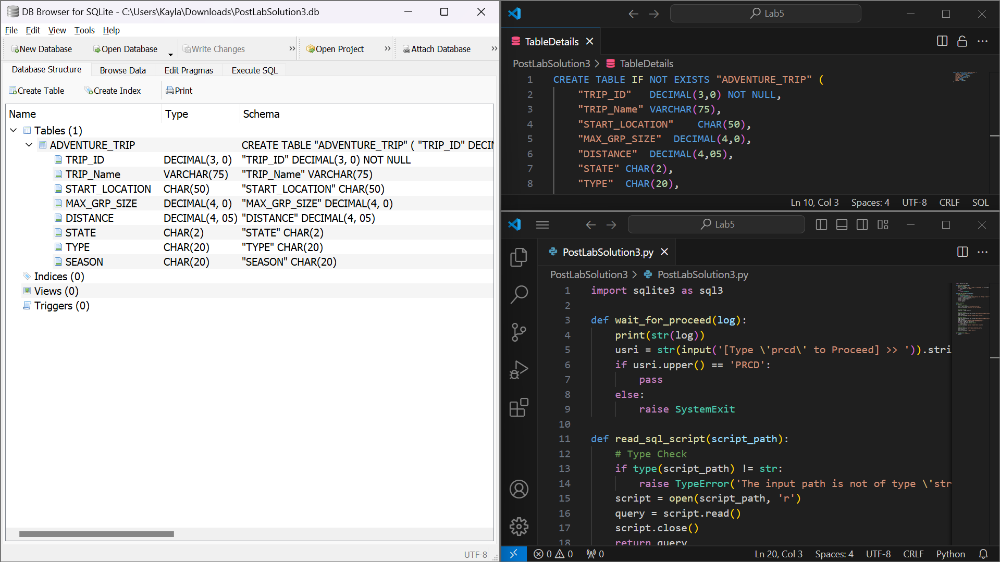 DB Browser for SQLite - C:\Users\Kayla\Downloads\PostLabSolution3.db
File Edit View Tools Help
New Database Open Database Write Changes » Open Project » Attach Database »
Database Structure Browse Data Edit Pragmas Execute SQL
Create Table Create Index Print
Name Type Schema
Tables (1)
ADVENTURE_TRIP CREATE TABLE "ADVENTURE_TRIP" ( "TRIP_ID" DECIM
TRIP_ID DECIMAL(3, 0) "TRIP_ID" DECIMAL(3, 0) NOT NULL
TRIP_Name VARCHAR(75) "TRIP_Name" VARCHAR(75)
START_LOCATION CHAR(50) "START_LOCATION" CHAR(50)
MAX_GRP_SIZE DECIMAL(4, 0) "MAX_GRP_SIZE" DECIMAL(4, 0)
DISTANCE DECIMAL(4, 05) "DISTANCE" DECIMAL(4, 05)
STATE CHAR(2) "STATE" CHAR(2)
TYPE CHAR(20) "TYPE" CHAR(20)
SEASON CHAR(20) "SEASON" CHAR(20)
Indices (0)
Views (0)
Triggers (0)
UTF-8
Lab5
TableDetails
PostLabSolution3 > TableDetails
1 CREATE TABLE IF NOT EXISTS "ADVENTURE_TRIP" (
2 "TRIP_ID" DECIMAL(3,0) NOT NULL,
3 "TRIP_Name" VARCHAR(75),
4 "START_LOCATION" CHAR(50),
5 "MAX_GRP_SIZE" DECIMAL(4,0),
6 "DISTANCE" DECIMAL(4,05),
7 "STATE" CHAR(2),
8 "TYPE" CHAR(20),
Ln 10, Col 3 Spaces: 4 UTF-8 CRLF SQL
Lab5
PostLabSolution3.py
PostLabSolution3 > PostLabSolution3.py
1 import sqlite3 as sql3
2
3 def wait_for_proceed(log):
4 print(str(log))
5 usri = str(input('[Type \'prcd\' to Proceed] >> ')).stri
6 if usri.upper() == 'PRCD':
7 pass
8 else:
9 raise SystemExit
10
11 def read_sql_script(script_path):
12 # Type Check
13 if type(script_path) != str:
14 raise TypeError('The input path is not of type \'str
15 script = open(script_path, 'r')
16 query = script.read()
17 script.close()
18 return query
0 0 0 Ln 20, Col 3 Spaces: 4 UTF-8 CRLF Python